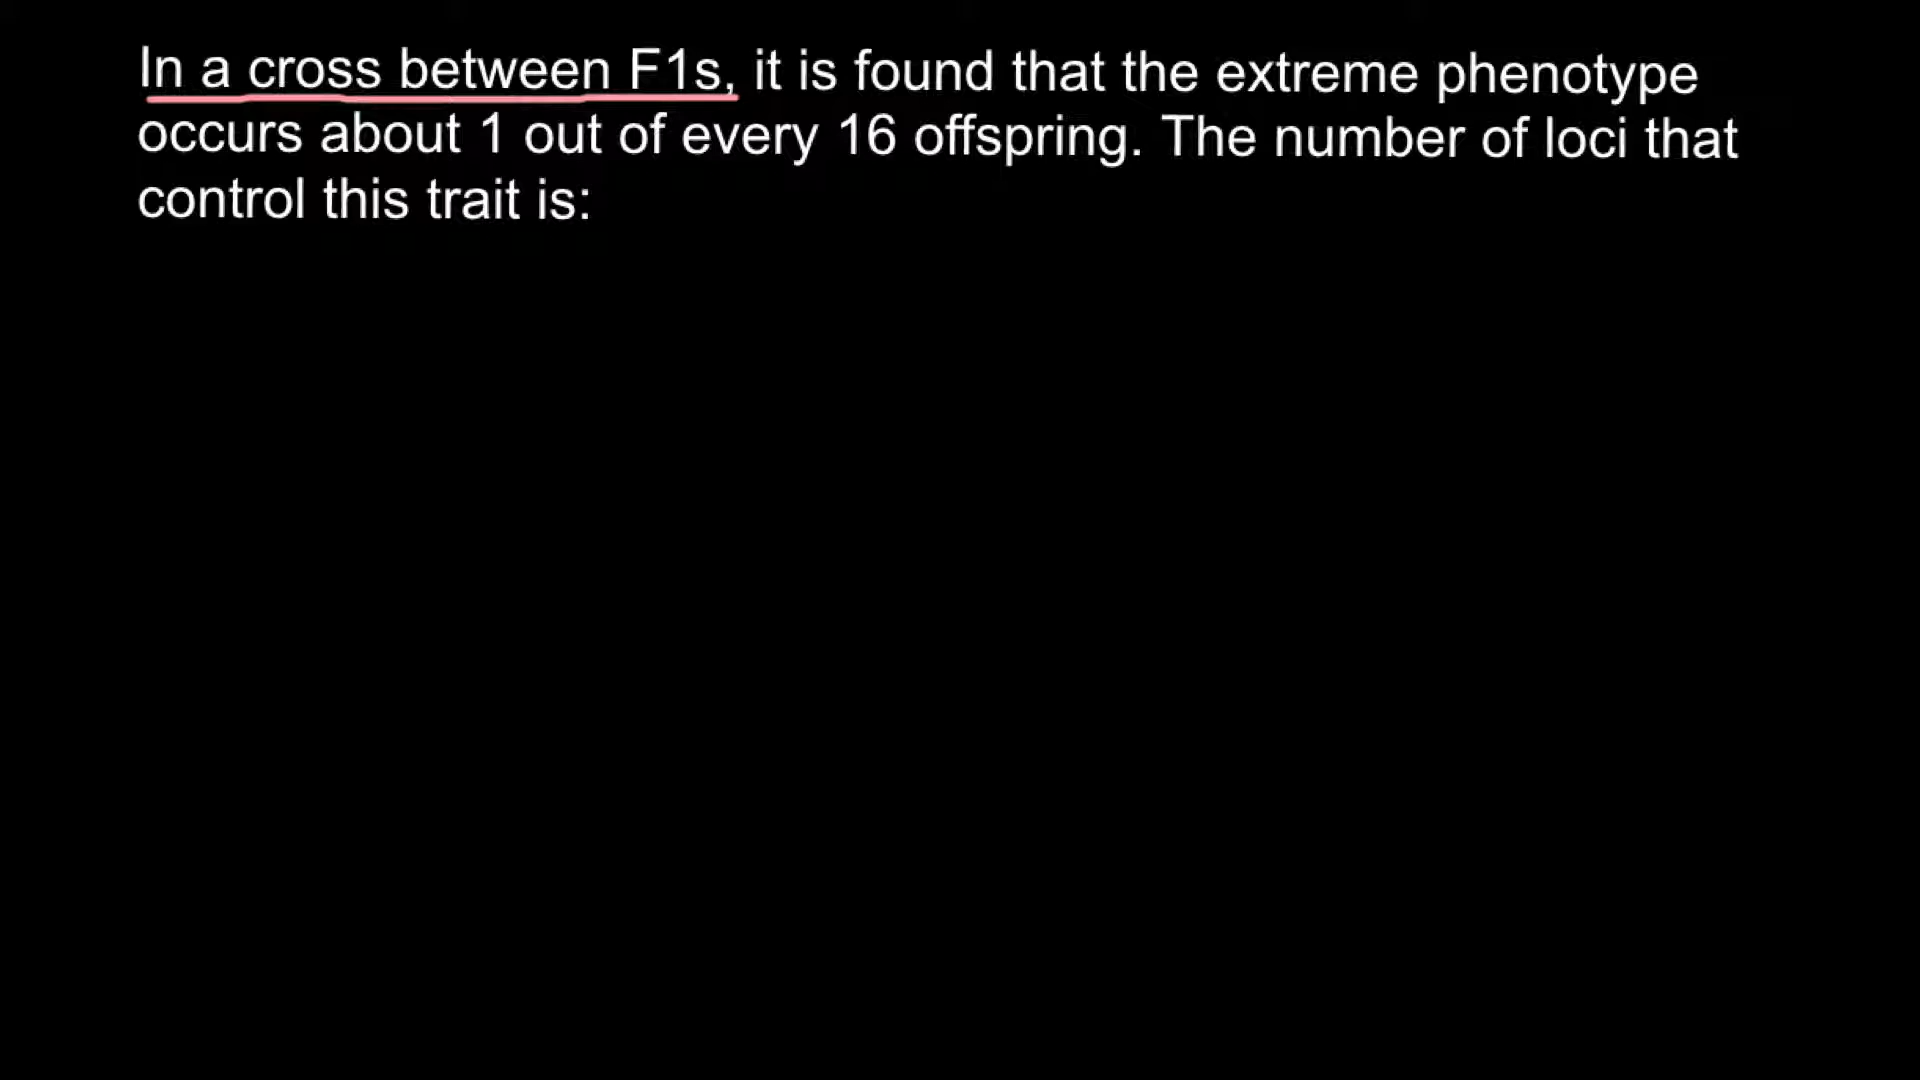 In a cross between F1s, it is found that the extreme phenotype
occurs about 1 out of every 16 offspring. The number of loci that
control this trait is: